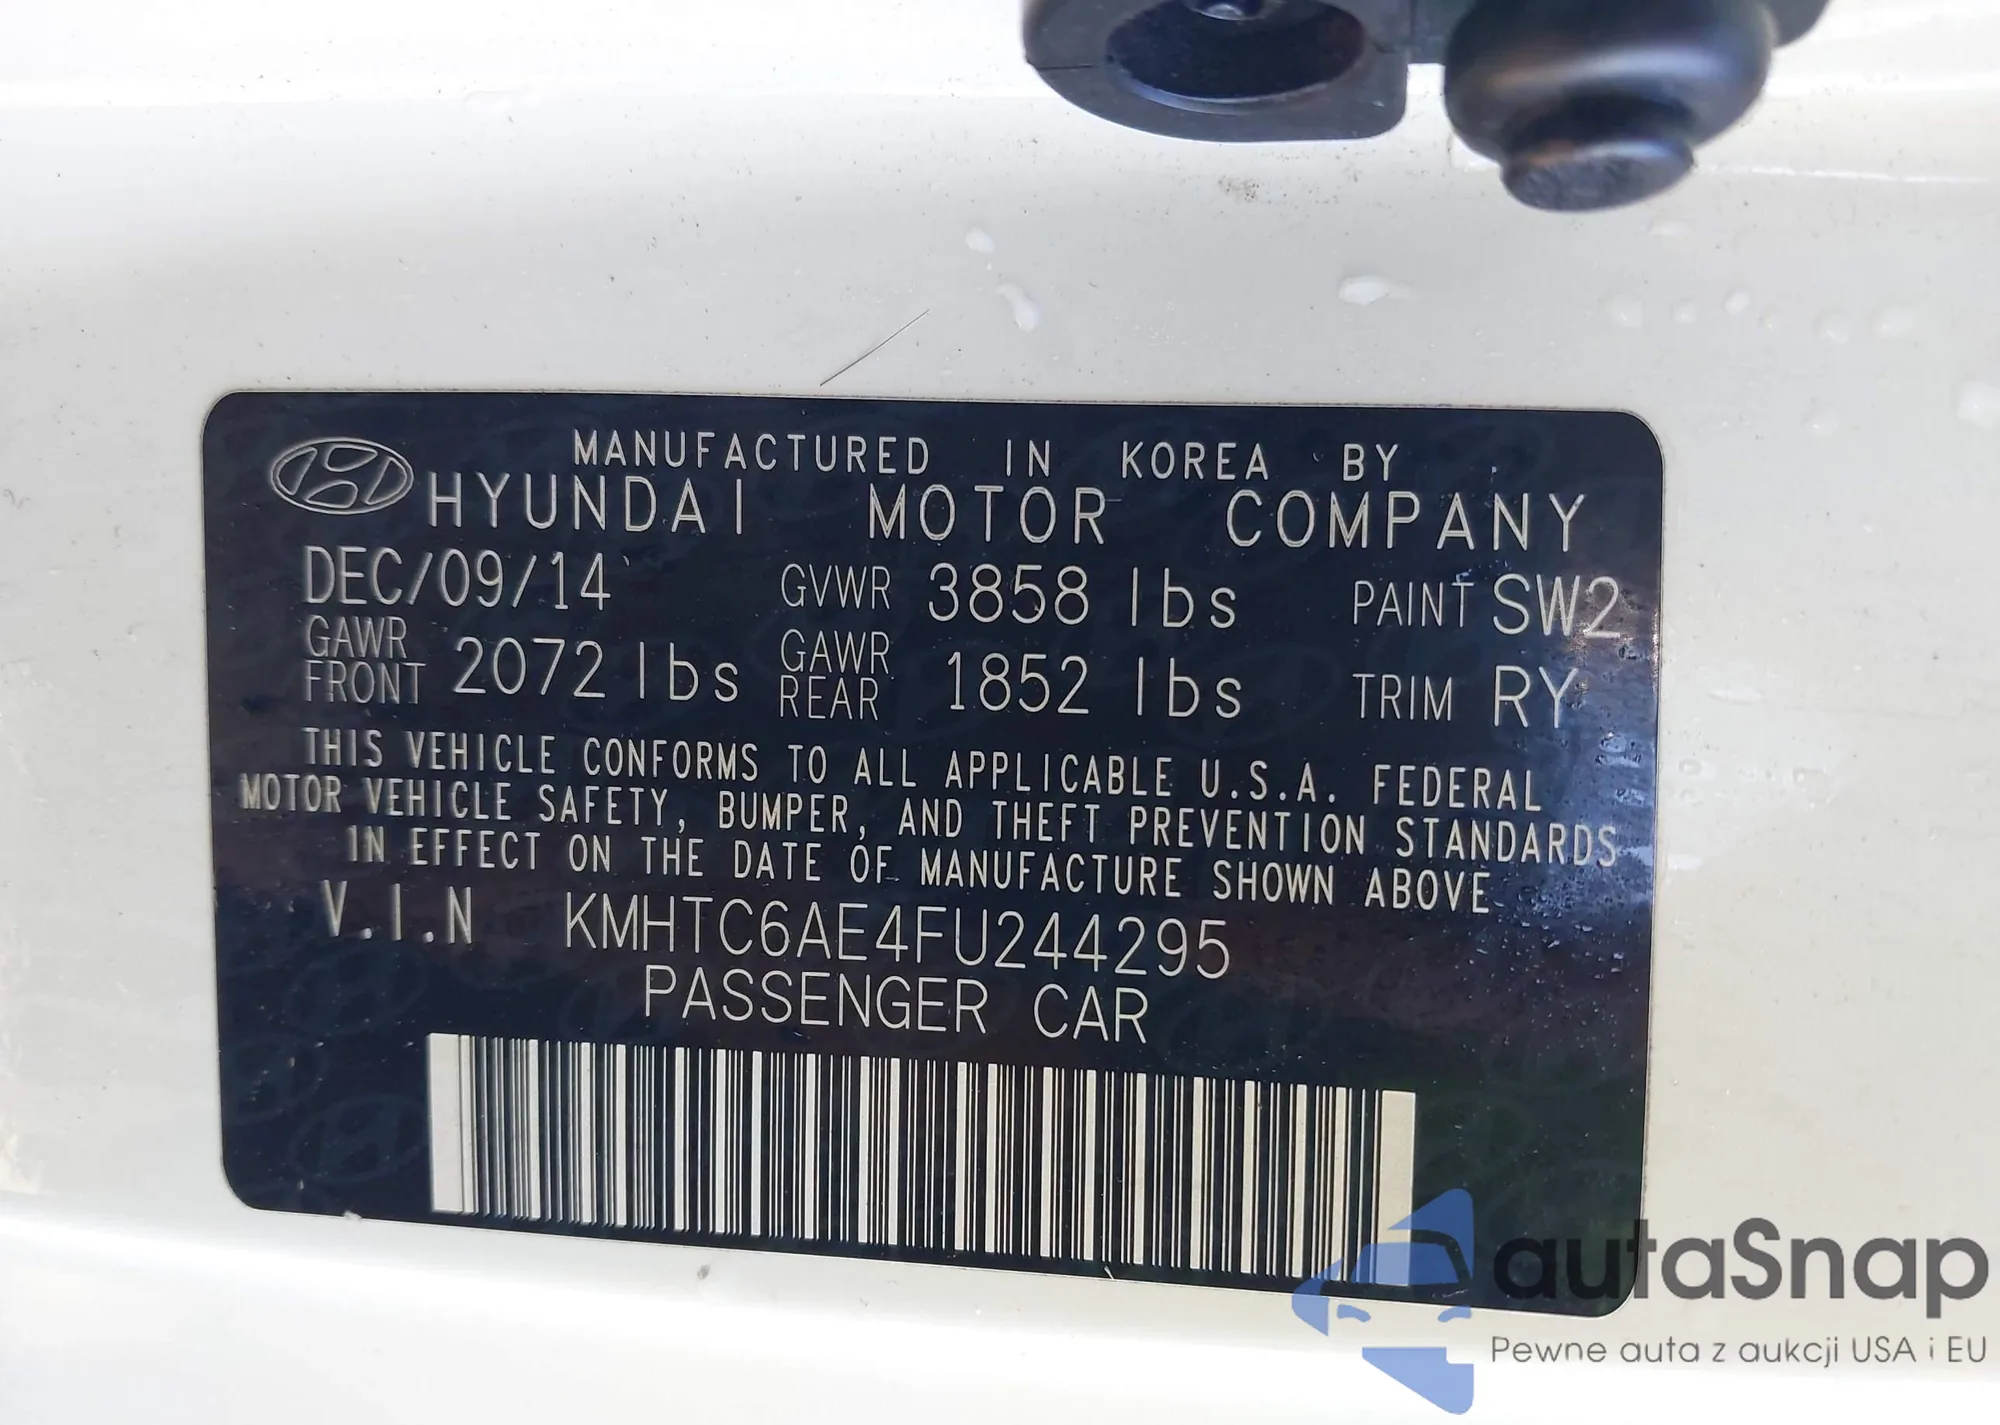 MANUFACTURED IN KOREA BY
HYUNDAI MOTOR COMPANY
DEC/09/14 GVWR 3858 lbs PAINT SW2
GAWR FRONT 2072 lbs GAWR REAR 1852 lbs TRIM RY
THIS VEHICLE CONFORMS TO ALL APPLICABLE U.S.A. FEDERAL
MOTOR VEHICLE SAFETY, BUMPER, AND THEFT PREVENTION STANDARDS
IN EFFECT ON THE DATE OF MANUFACTURE SHOWN ABOVE
V.I.N KMHTC6AE4FU244295
PASSENGER CAR
autaSnap
Pewne auta z aukcji USA i EU